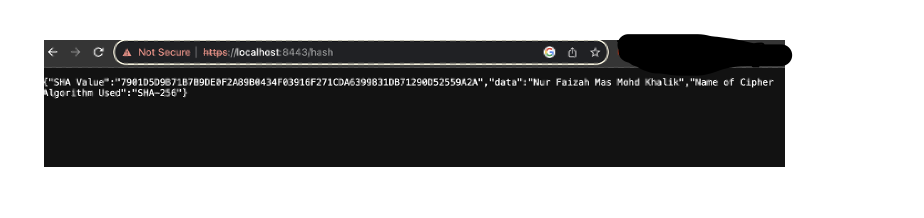 Not Secure | https://localhost:8443/hash
{"SHA Value":"7901D5D9B71B7B9DE0F2A89B0434F03916F271CDA6399831DB71290D52559A2A","data":"Nur Faizah Mas Mohd Khalik","Name of Cipher
Algorithm Used":"SHA-256"}